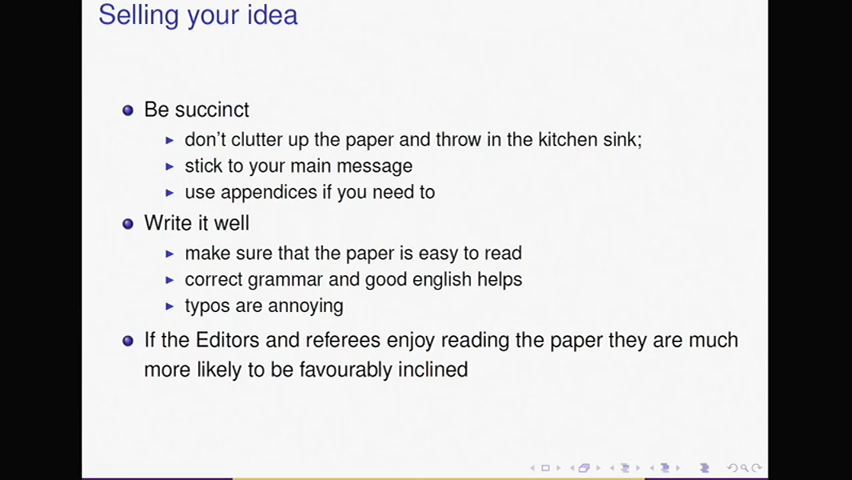 Selling your idea
Be succinct
don't clutter up the paper and throw in the kitchen sink;
stick to your main message
use appendices if you need to
Write it well
make sure that the paper is easy to read
correct grammar and good english helps
typos are annoying
If the Editors and referees enjoy reading the paper they are much
more likely to be favourably inclined